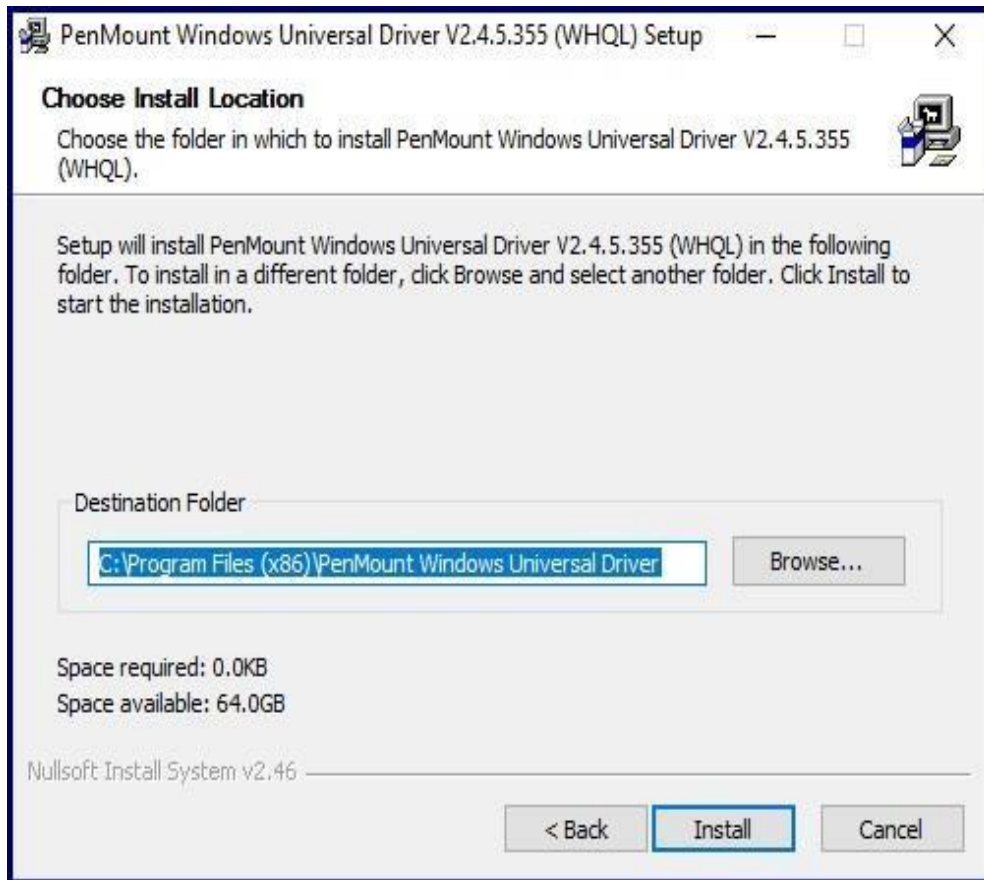 PenMount Windows Universal Driver V2.4.5.355 (WHQL) Setup
Choose Install Location
Choose the folder in which to install PenMount Windows Universal Driver V2.4.5.355
(WHQL).
Setup will install PenMount Windows Universal Driver V2.4.5.355 (WHQL) in the following
folder. To install in a different folder, click Browse and select another folder. Click Install to
start the installation.
Destination Folder
C:\Program Files (x86)\PenMount Windows Universal Driver
Browse...
Space required: 0.0KB
Space available: 64.0GB
Nullsoft Install System v2.46
< Back
Install
Cancel